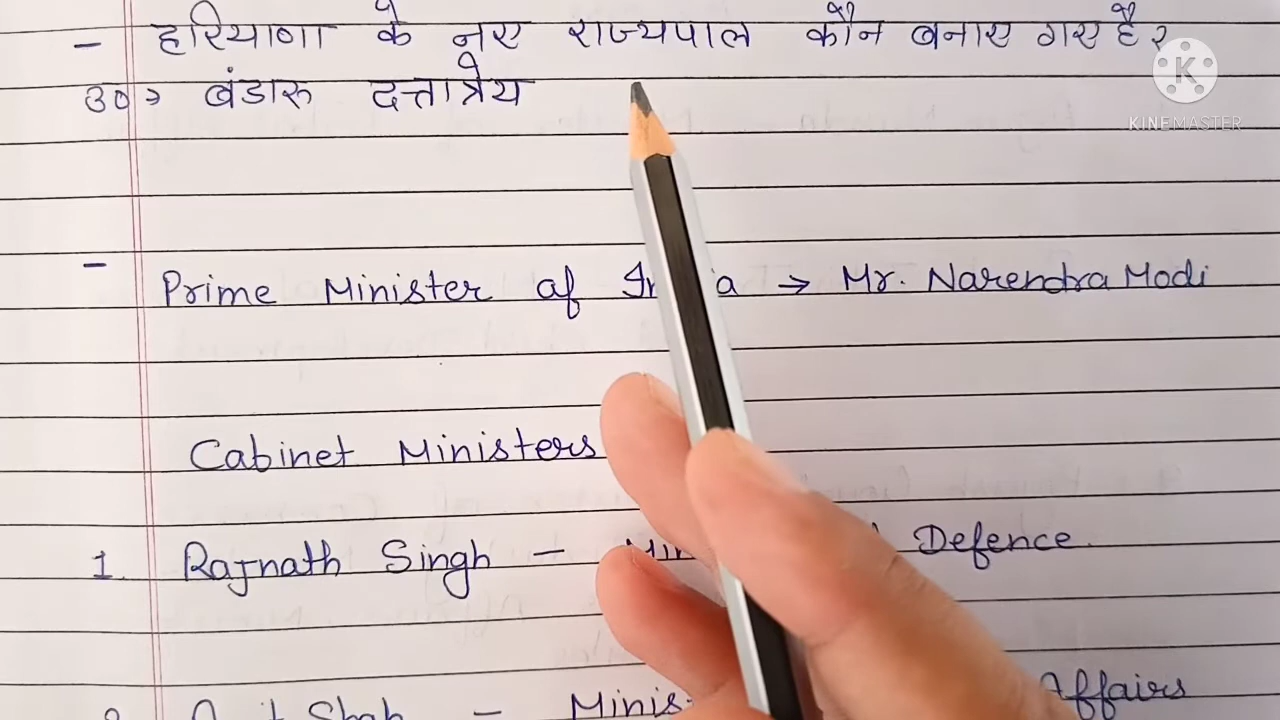 - हरियाणा के नए राज्यपाल कौन बनाए गए है ?
उ०→ बंडारू दत्तात्रेय
K
KINEMASTER
- Prime Minister of → Mr. Narendra Modi
Cabinet Ministers
1. Rajnath Singh - Defence.
Shah - Affairs